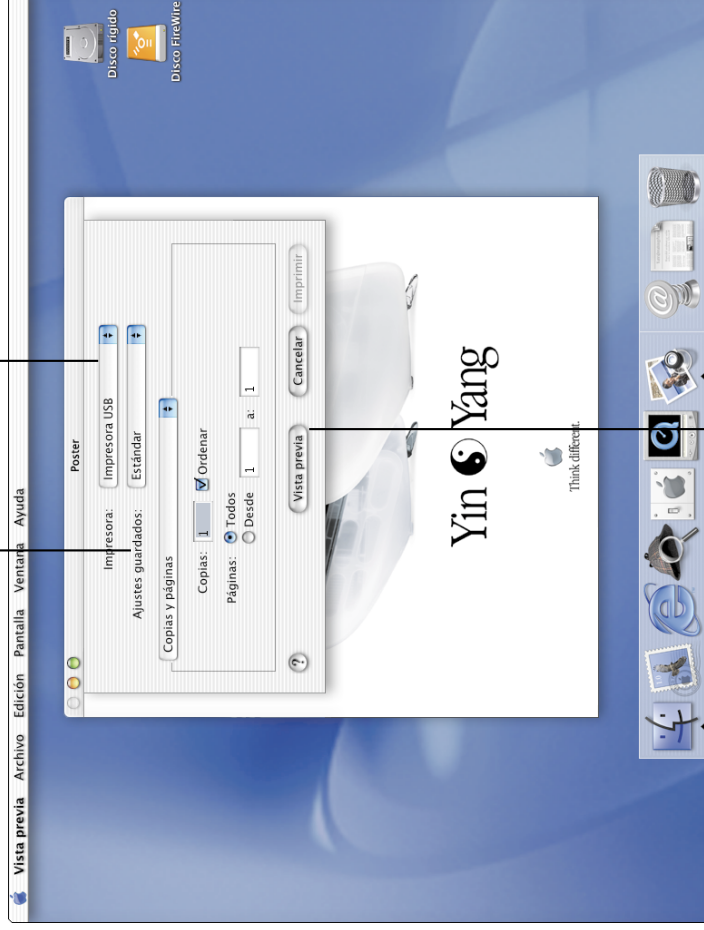 Vista previa Archivo Edición Pantalla Ventana Ayuda
Disco rígido
Disco FireWire
Poster
Impresora: Impresora USB
Ajustes guardados: Estándar
Copias y páginas
Copias: 1 Ordenar
Páginas: Todos
Desde 1 a: 1
? Vista previa Cancelar Imprimir
Yin Yang
Think different.